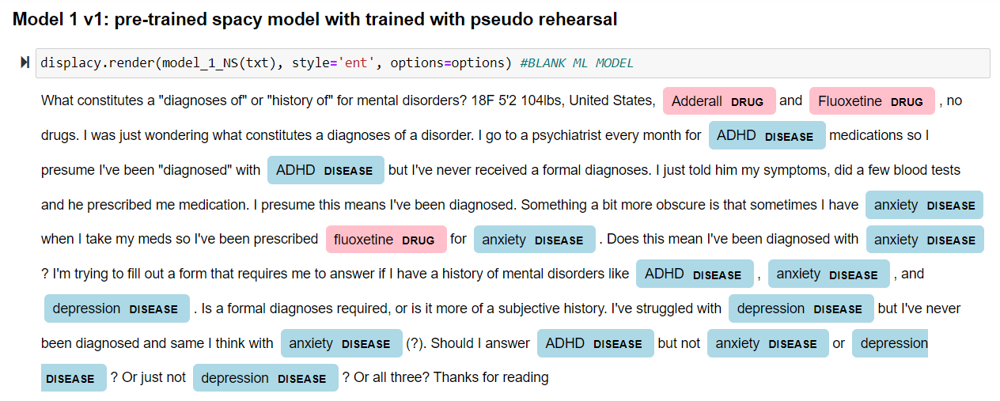 Model 1 v1: pre-trained spacy model with trained with pseudo rehearsal
displacy.render(model_1_NS(txt), style='ent', options=options) #BLANK ML MODEL
What constitutes a "diagnoses of" or "history of" for mental disorders? 18F 5'2 104lbs, United States, Adderall DRUG and Fluoxetine DRUG , no
drugs. I was just wondering what constitutes a diagnoses of a disorder. I go to a psychiatrist every month for ADHD DISEASE medications so I
presume I've been "diagnosed" with ADHD DISEASE but I've never received a formal diagnoses. I just told him my symptoms, did a few blood tests
and he prescribed me medication. I presume this means I've been diagnosed. Something a bit more obscure is that sometimes I have anxiety DISEASE
when I take my meds so I've been prescribed fluoxetine DRUG for anxiety DISEASE . Does this mean I've been diagnosed with anxiety DISEASE
? I'm trying to fill out a form that requires me to answer if I have a history of mental disorders like ADHD DISEASE , anxiety DISEASE , and
depression DISEASE . Is a formal diagnoses required, or is it more of a subjective history. I've struggled with depression DISEASE but I've never
been diagnosed and same I think with anxiety DISEASE (?). Should I answer ADHD DISEASE but not anxiety DISEASE or depression
DISEASE ? Or just not depression DISEASE ? Or all three? Thanks for reading